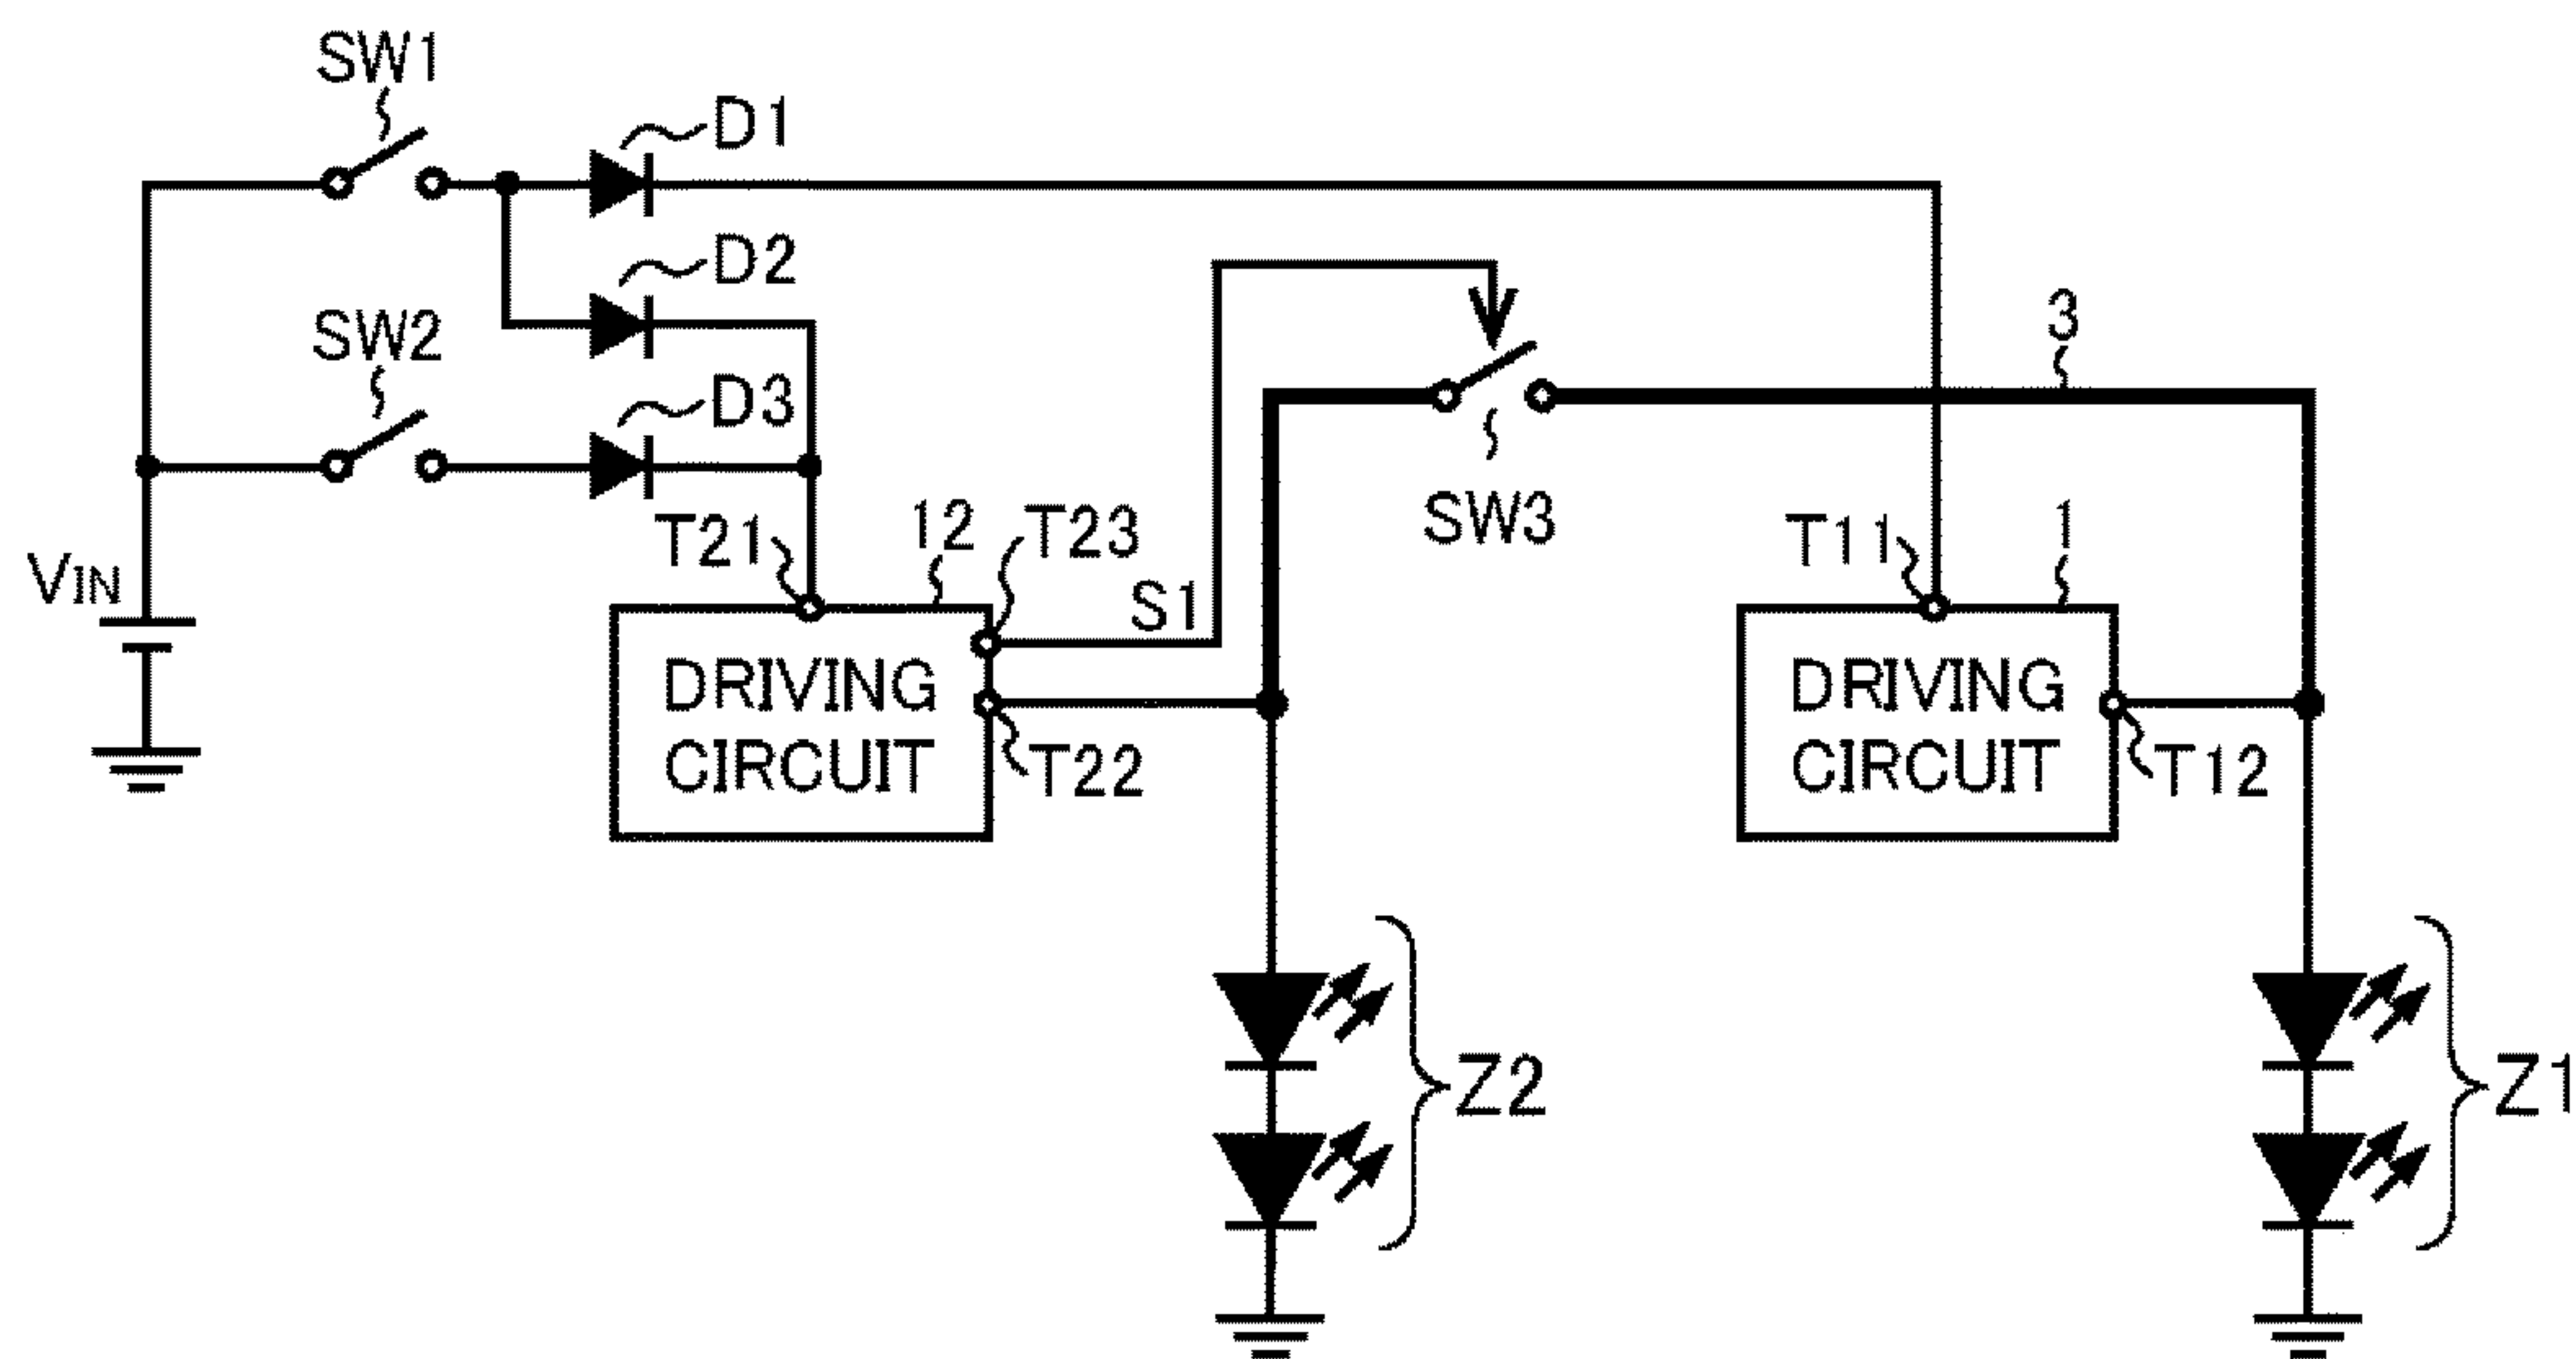 SW1
D1
D2
SW2
D3
3
SW3
T21
12
T23
T11
1
VIN
S1
DRIVING
CIRCUIT
T22
DRIVING
CIRCUIT
T12
Z2
Z1